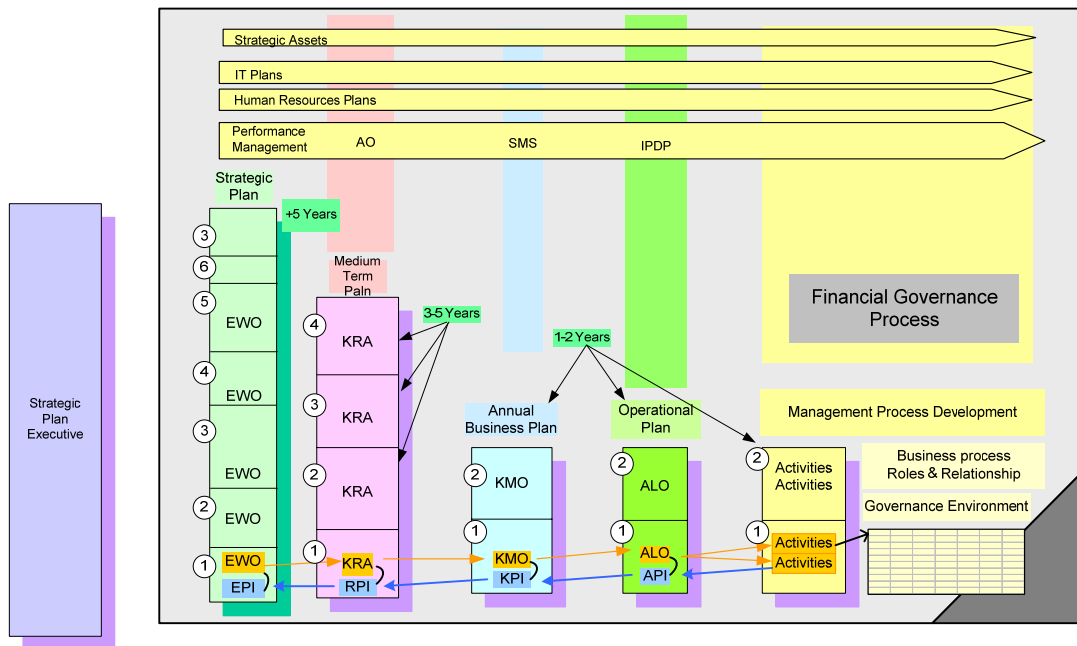 Strategic Assets
IT Plans
Human Resources Plans
Performance
Management
AO
SMS
IPDP
Strategic
Plan
+5 Years
3
6
5
EWO
4
EWO
3
EWO
2
EWO
1
EWO
EPI
Medium
Term
Paln
3-5 Years
4
KRA
3
KRA
2
KRA
1
KRA
RPI
1-2 Years
Annual
Business Plan
2
KMO
1
KMO
KPI
Operational
Plan
2
ALO
1
ALO
API
Financial Governance
Process
Management Process Development
2
Activities
Activities
1
Activities
Activities
Business process
Roles & Relationship
Governance Environment
Strategic
Plan
Executive